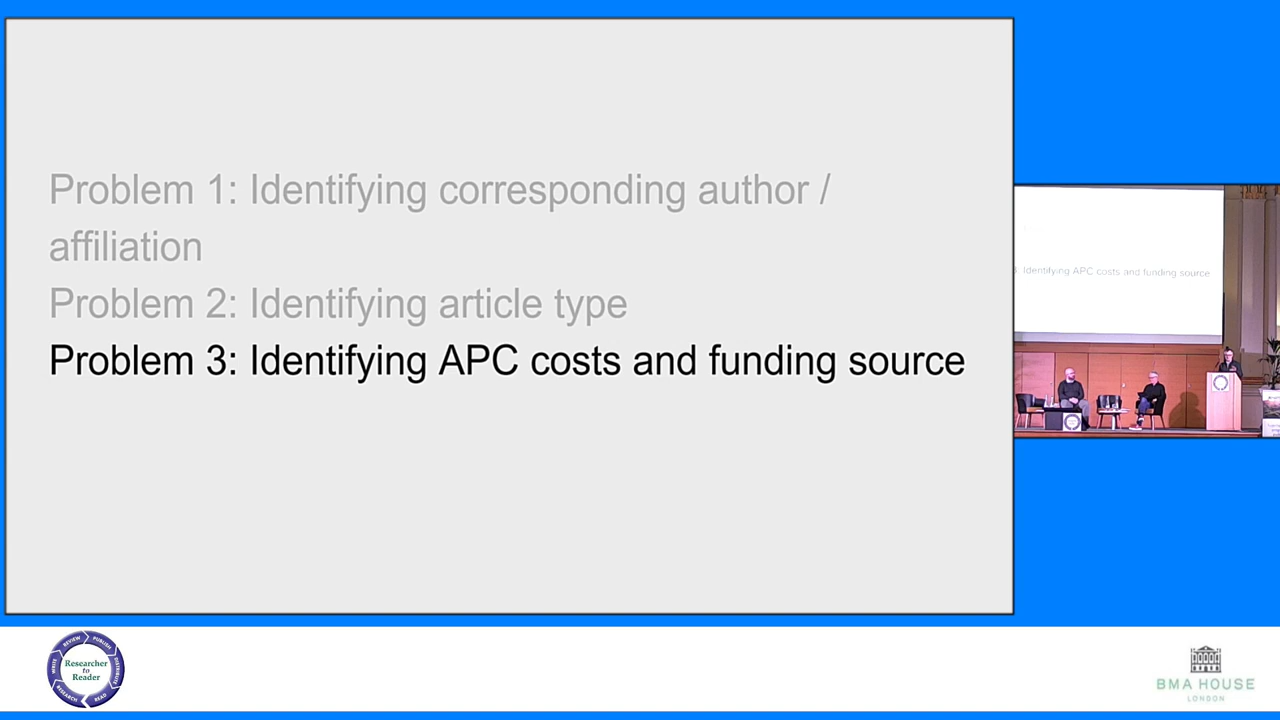 Problem 1: Identifying corresponding author /
affiliation
Problem 2: Identifying article type
Problem 3: Identifying APC costs and funding source
: Identifying APC costs and funding source
REVIEW
PUBLISH
DISTRIBUTE
READ
RESEARCH
WRITE
Researcher
to
Reader
BMA HOUSE
LONDON